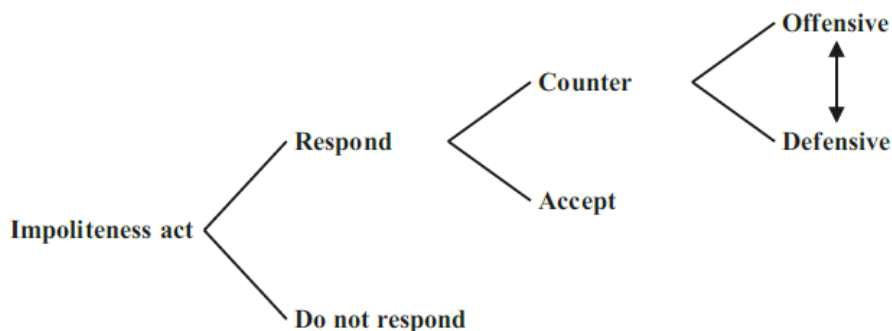 Offensive
Counter
Defensive
Respond
Accept
Impoliteness act
Do not respond